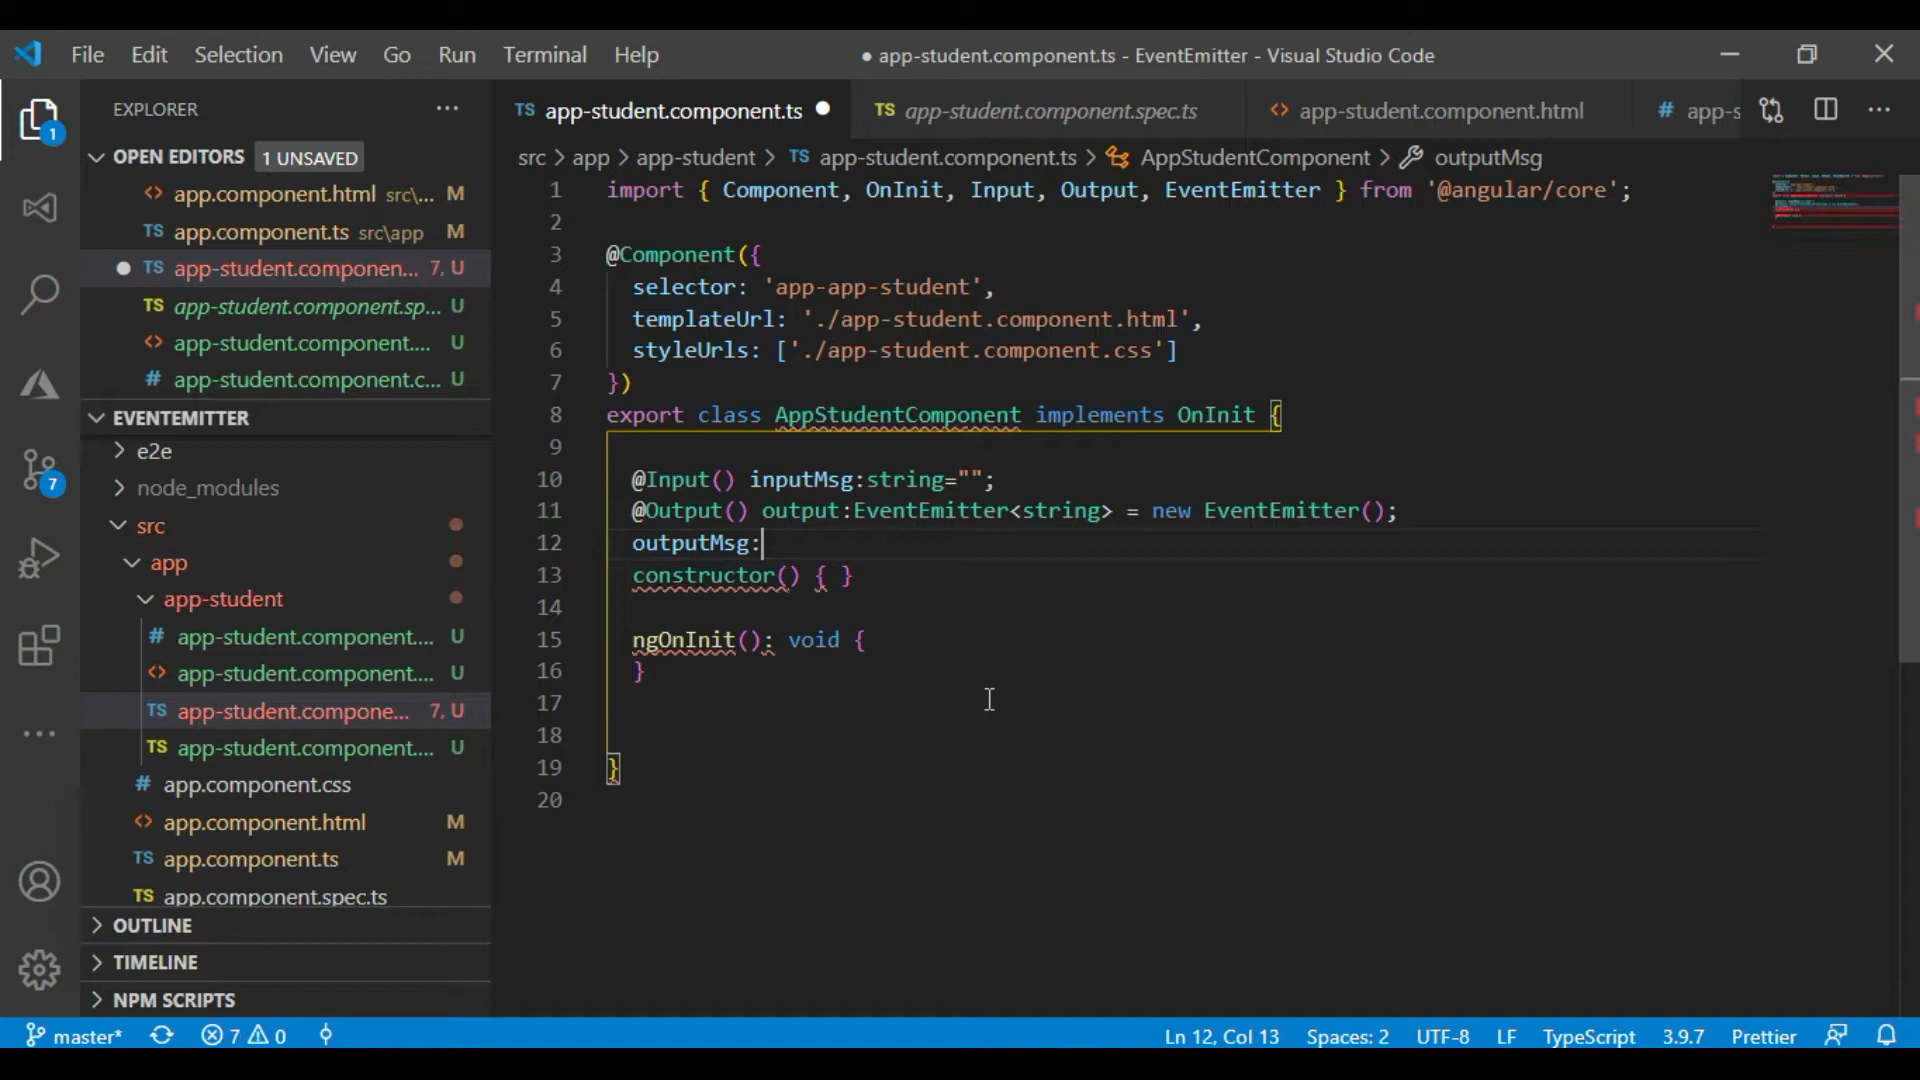 File Edit Selection View Go Run Terminal Help ● app-student.component.ts - EventEmitter - Visual Studio Code
EXPLORER ···
OPEN EDITORS 1 UNSAVED
<> app.component.html src\... M
TS app.component.ts src\app M
● TS app-student.componen... 7, U
TS app-student.component.sp... U
<> app-student.component.... U
# app-student.component.c... U
EVENTEMITTER
e2e
node_modules
src
app
app-student
# app-student.component.... U
<> app-student.component.... U
TS app-student.compone... 7, U
TS app-student.component.... U
# app.component.css
<> app.component.html M
TS app.component.ts M
TS app.component.spec.ts
OUTLINE
TIMELINE
NPM SCRIPTS
1
7
TS app-student.component.ts ● TS app-student.component.spec.ts <> app-student.component.html # app-s ···
src > app > app-student > TS app-student.component.ts > AppStudentComponent > outputMsg
1 import { Component, OnInit, Input, Output, EventEmitter } from '@angular/core';
2
3 @Component({
4 selector: 'app-app-student',
5 templateUrl: './app-student.component.html',
6 styleUrls: ['./app-student.component.css']
7 })
8 export class AppStudentComponent implements OnInit {
9
10 @Input() inputMsg:string="";
11 @Output() output:EventEmitter<string> = new EventEmitter();
12 outputMsg:
13 constructor() { }
14
15 ngOnInit(): void {
16 }
17
18
19 }
20
master* 7 0 Ln 12, Col 13 Spaces: 2 UTF-8 LF TypeScript 3.9.7 Prettier